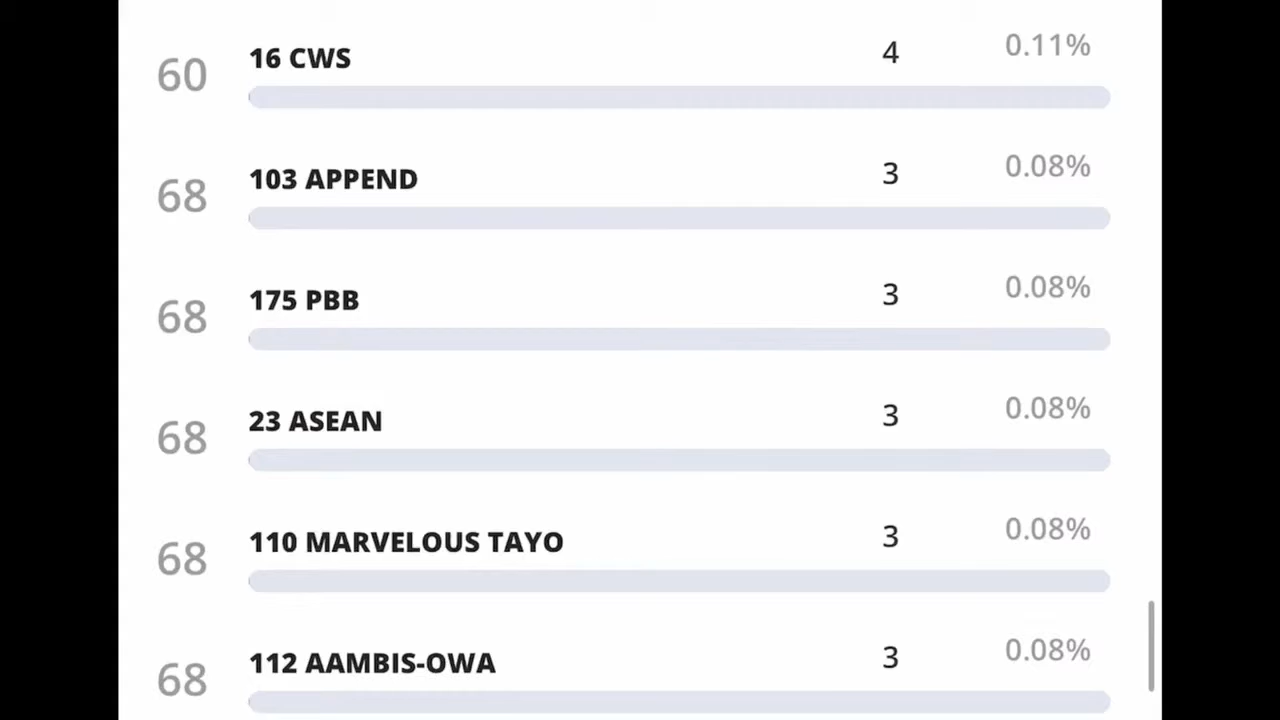 60 16 CWS 4 0.11%
68 103 APPEND 3 0.08%
68 175 PBB 3 0.08%
68 23 ASEAN 3 0.08%
68 110 MARVELOUS TAYO 3 0.08%
68 112 AAMBIS-OWA 3 0.08%